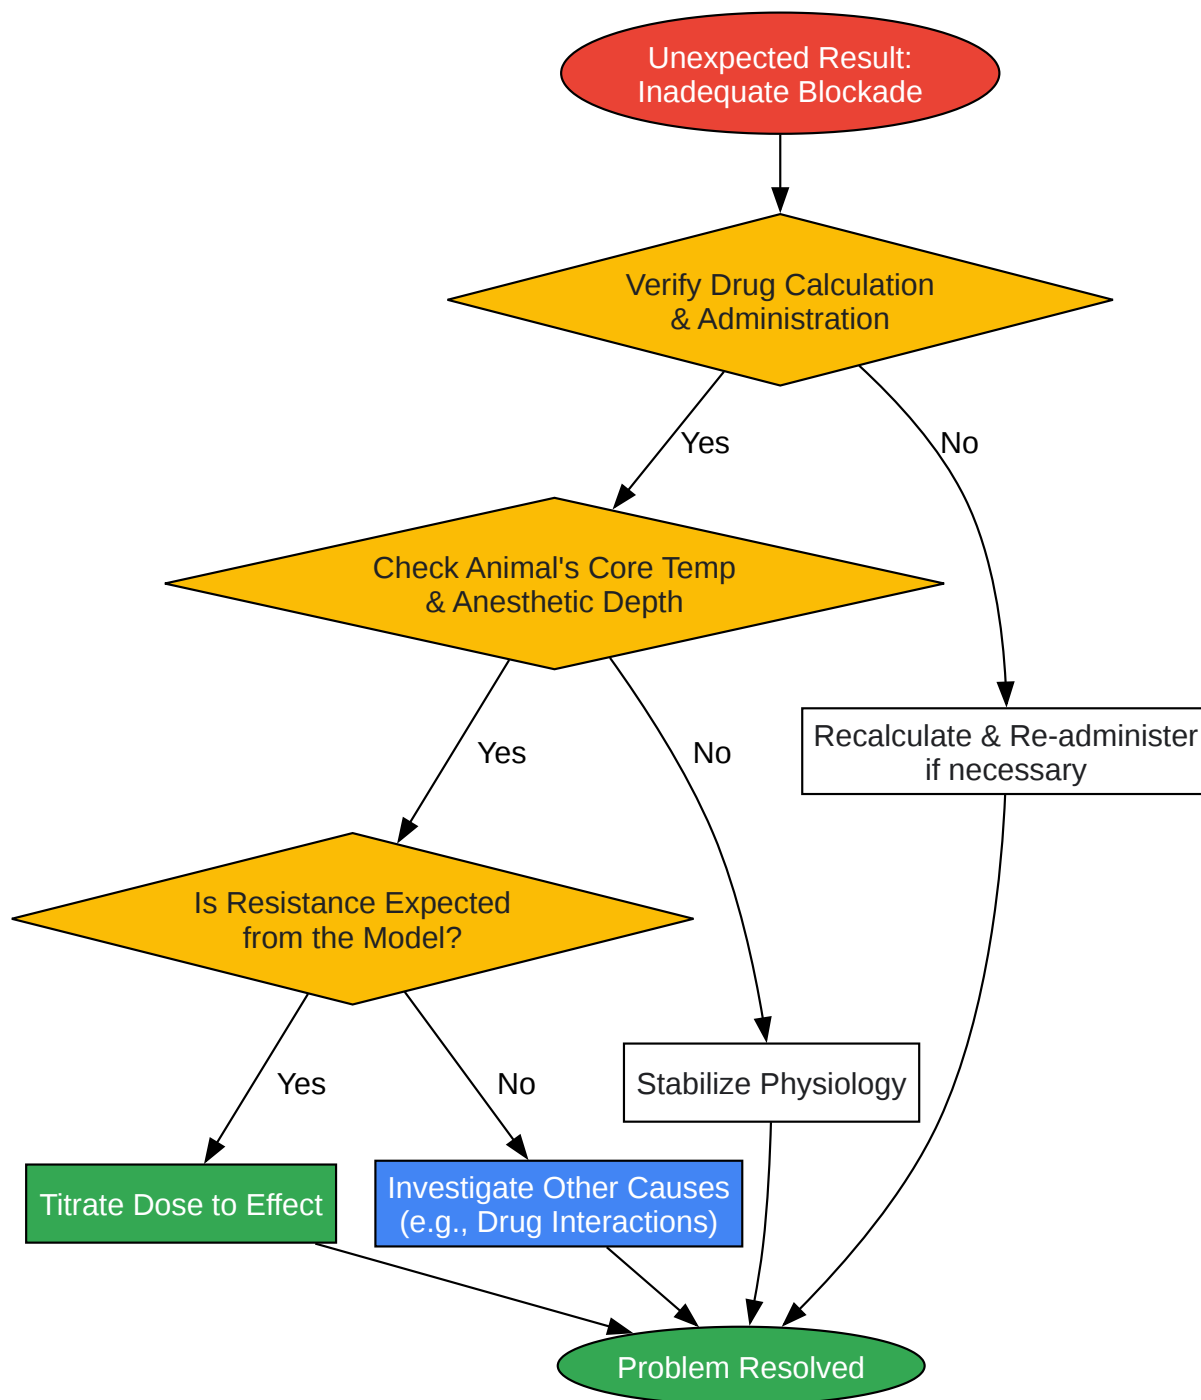 Unexpected Result:
Inadequate Blockade
Verify Drug Calculation
& Administration
Yes
No
Check Animal's Core Temp
& Anesthetic Depth
Yes
No
Recalculate & Re-administer
if necessary
Is Resistance Expected
from the Model?
Yes
No
Stabilize Physiology
Titrate Dose to Effect
Investigate Other Causes
(e.g., Drug Interactions)
Problem Resolved